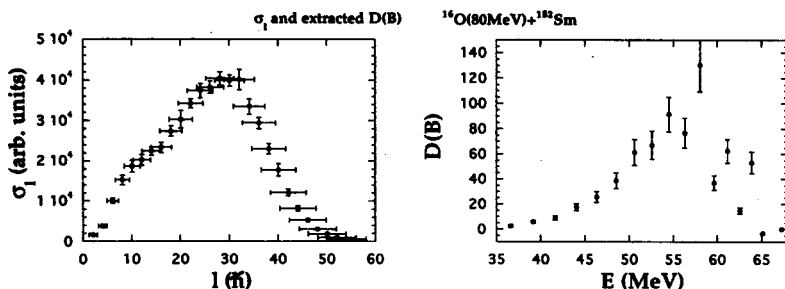 σ_l and extracted D(B)
¹⁶O(80MeV)+¹⁵²Sm
σ_l (arb. units)
5 10⁴
4 10⁴
3 10⁴
2 10⁴
1 10⁴
0
0 10 20 30 40 50 60
l (ħ)
D(B)
140
120
100
80
60
40
20
0
35 40 45 50 55 60 65
E (MeV)